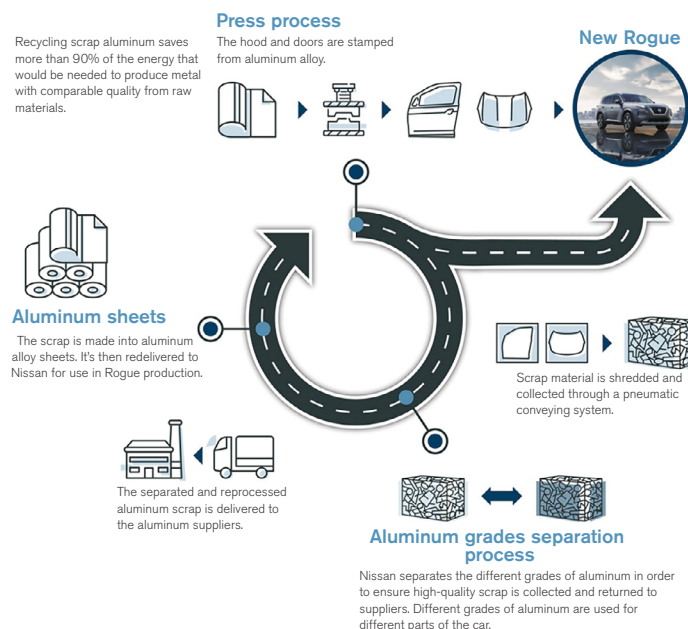 Press process
Recycling scrap aluminum saves
more than 90% of the energy that
would be needed to produce metal
with comparable quality from raw
materials.
The hood and doors are stamped
from aluminum alloy.
New Rogue
Aluminum sheets
The scrap is made into aluminum
alloy sheets. It’s then redelivered to
Nissan for use in Rogue production.
Scrap material is shredded and
collected through a pneumatic
conveying system.
The separated and reprocessed
aluminum scrap is delivered to
the aluminum suppliers.
Aluminum grades separation
process
Nissan separates the different grades of aluminum in order
to ensure high-quality scrap is collected and returned to
suppliers. Different grades of aluminum are used for
different parts of the car.